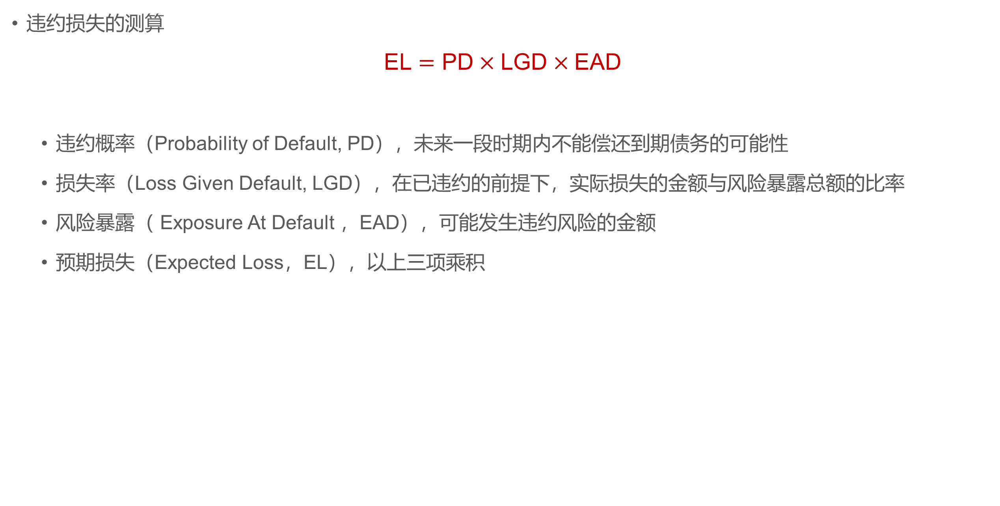 • 违约损失的测算
EL = PD × LGD × EAD
• 违约概率（Probability of Default, PD），未来一段时期内不能偿还到期债务的可能性
• 损失率（Loss Given Default, LGD），在已违约的前提下，实际损失的金额与风险暴露总额的比率
• 风险暴露（ Exposure At Default ，EAD），可能发生违约风险的金额
• 预期损失（Expected Loss，EL），以上三项乘积